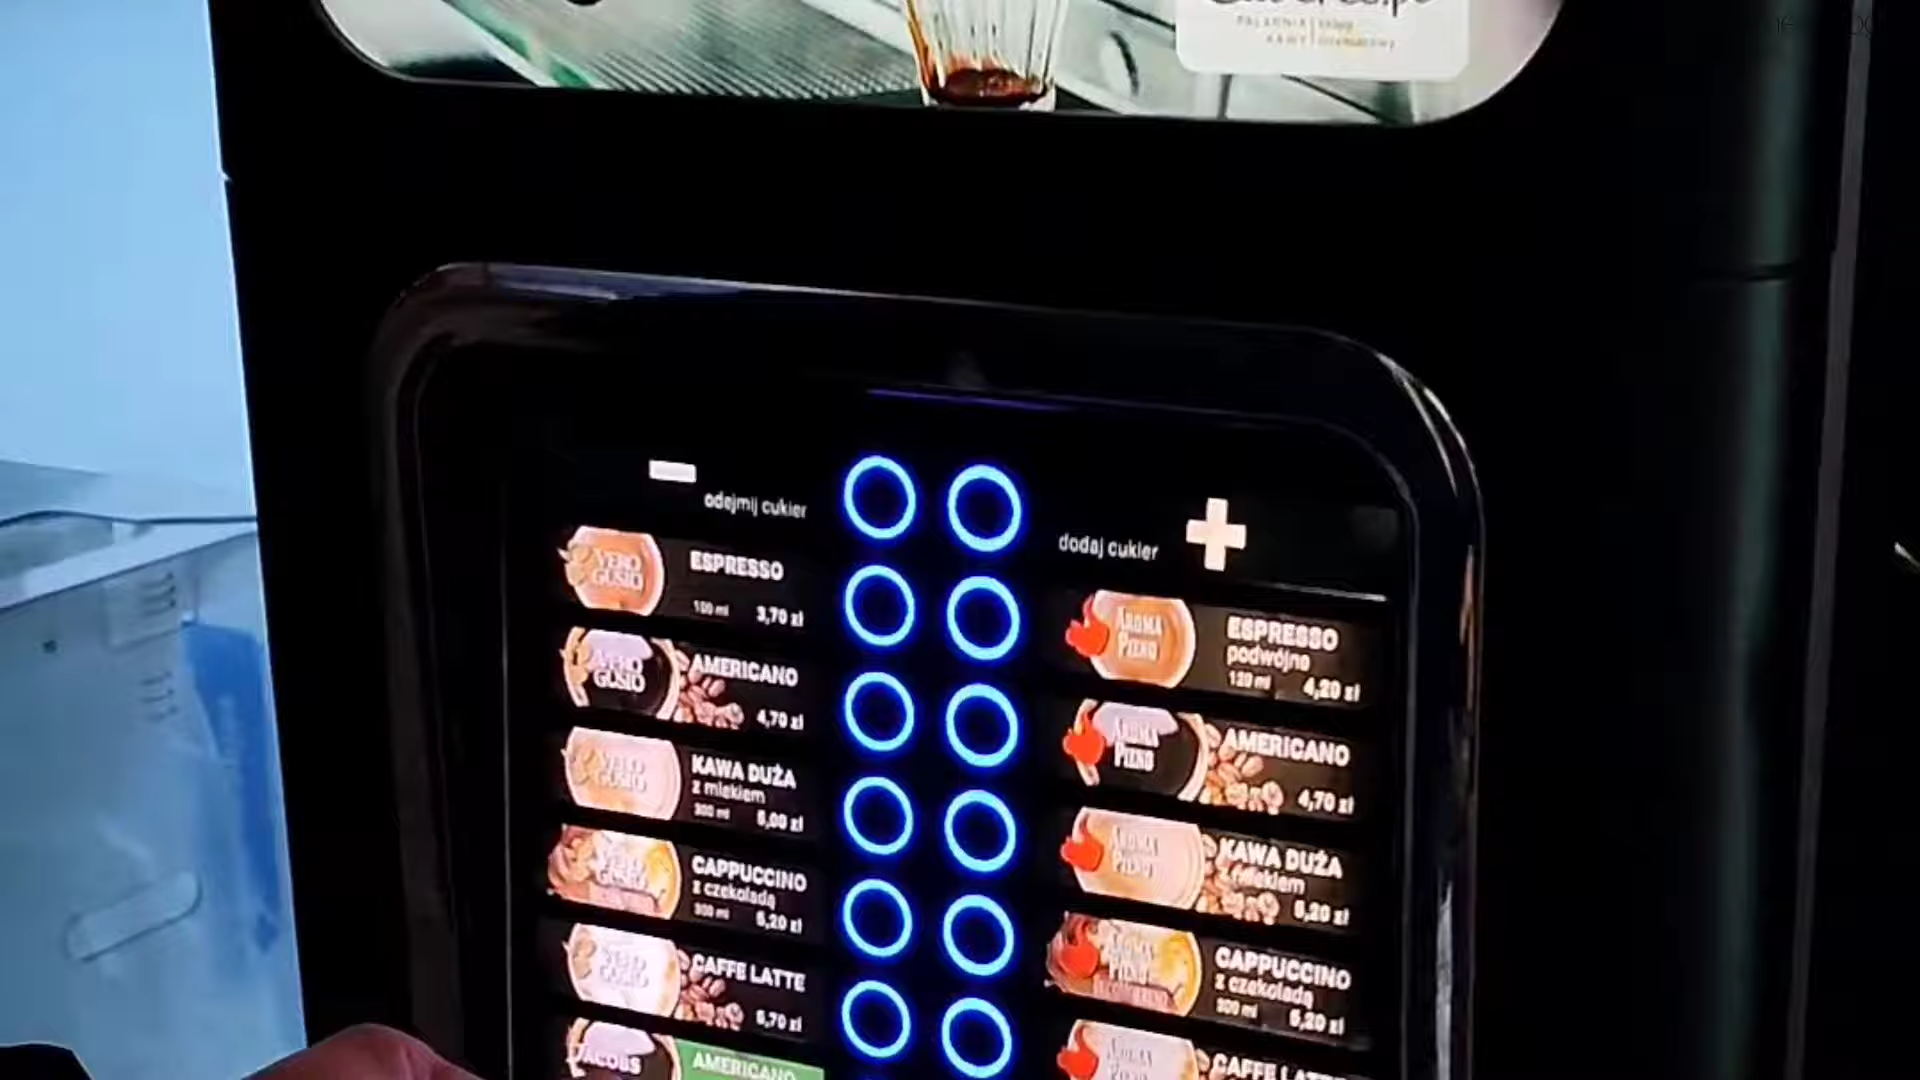 PALARNIA
KAWY
odejmij cukier
dodaj cukier
VERO
GUSTO
ESPRESSO
100 ml 3,70 zł
AROMA
PIENO
ESPRESSO
podwójne
120 ml 4,20 zł
VERO
GUSTO
AMERICANO
4,70 zł
AROMA
PIENO
AMERICANO
4,70 zł
VERO
GUSTO
KAWA DUŻA
z mlekiem
300 ml 5,00 zł
AROMA
PIENO
KAWA DUŻA
z mlekiem
5,20 zł
VERO
GUSTO
CAPPUCCINO
z czekoladą
300 ml 5,20 zł
AROMA
PIENO
CAPPUCCINO
z czekoladą
300 ml 5,20 zł
VERO
GUSTO
CAFFE LATTE
5,70 zł
AROMA
PIENO
CAFFE LATTE
JACOBS
AMERICANO